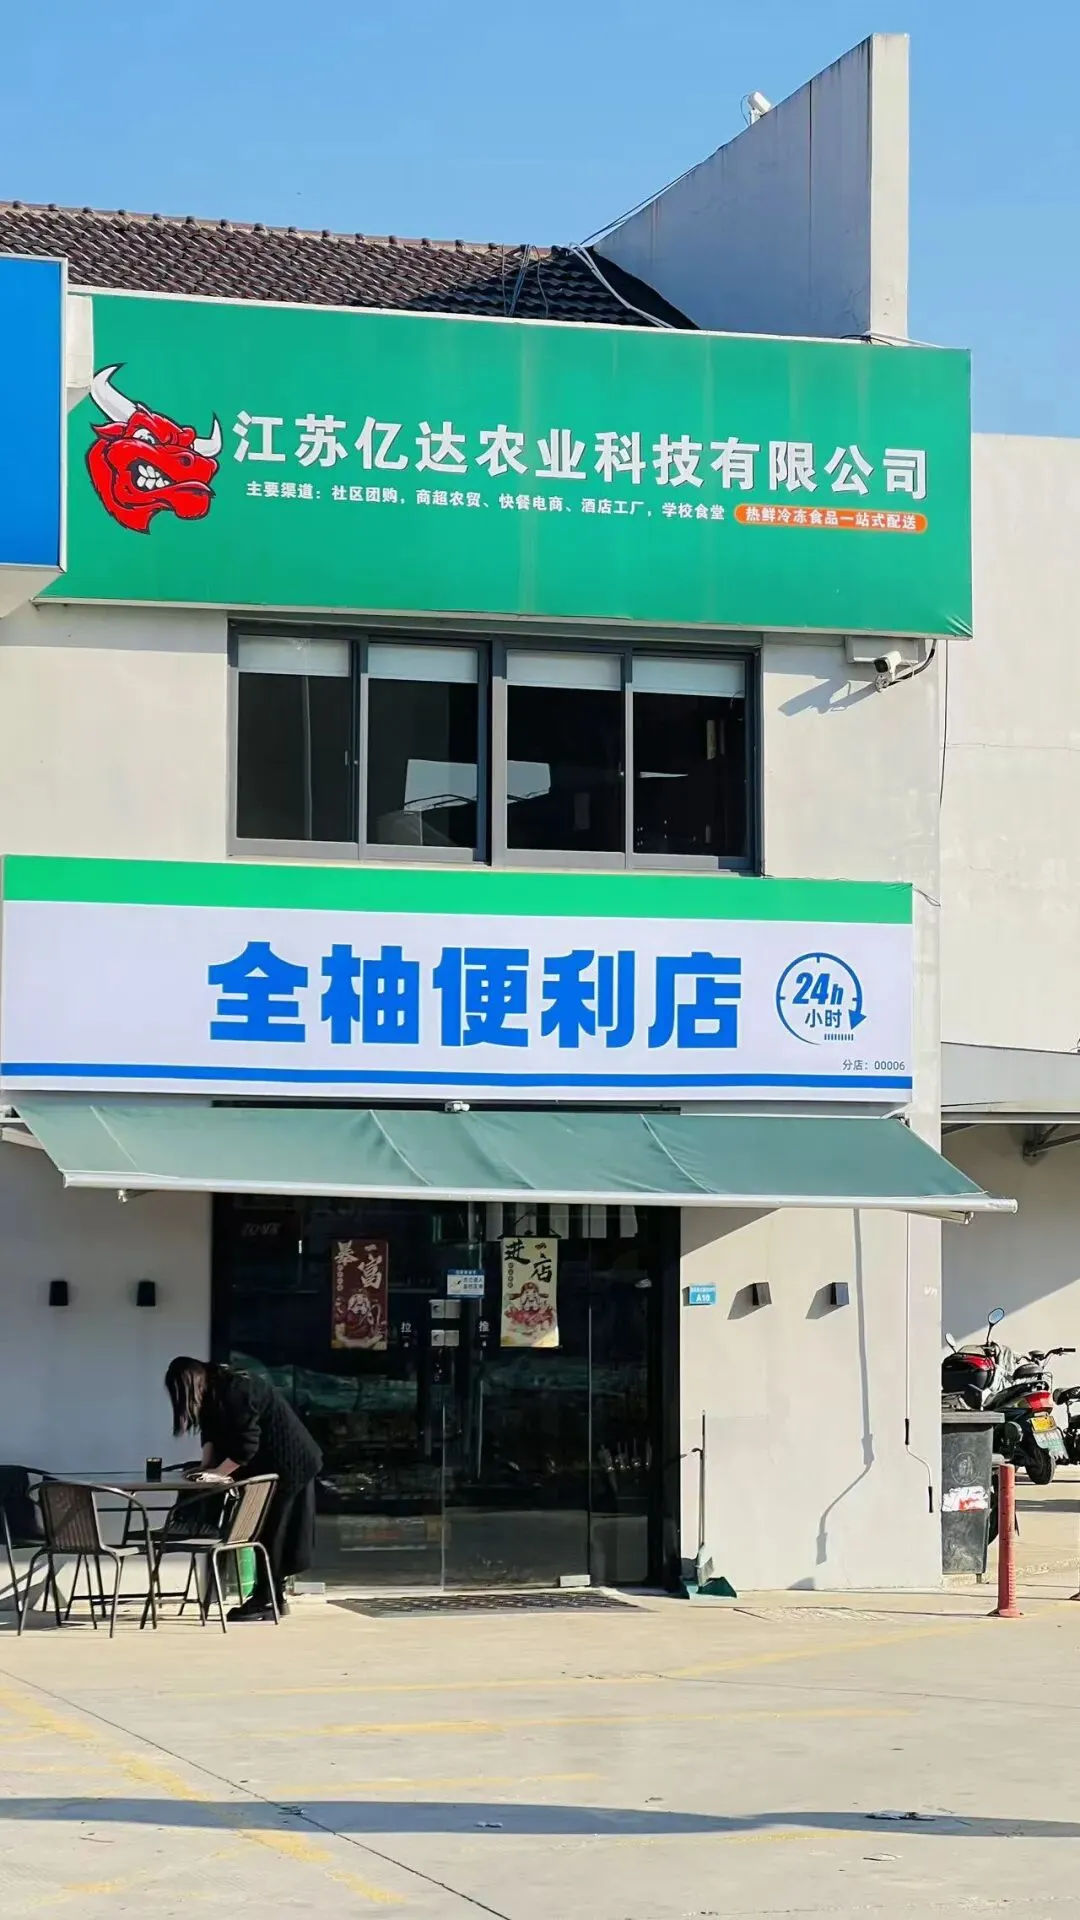 江苏亿达农业科技有限公司
主要渠道：社区团购，商超农贸、快餐电商、酒店工厂，学校食堂
热鲜冷冻食品一站式配送
全柚便利店
24h
小时
分店：00006
一
暴富
进一店
拉
推
A10